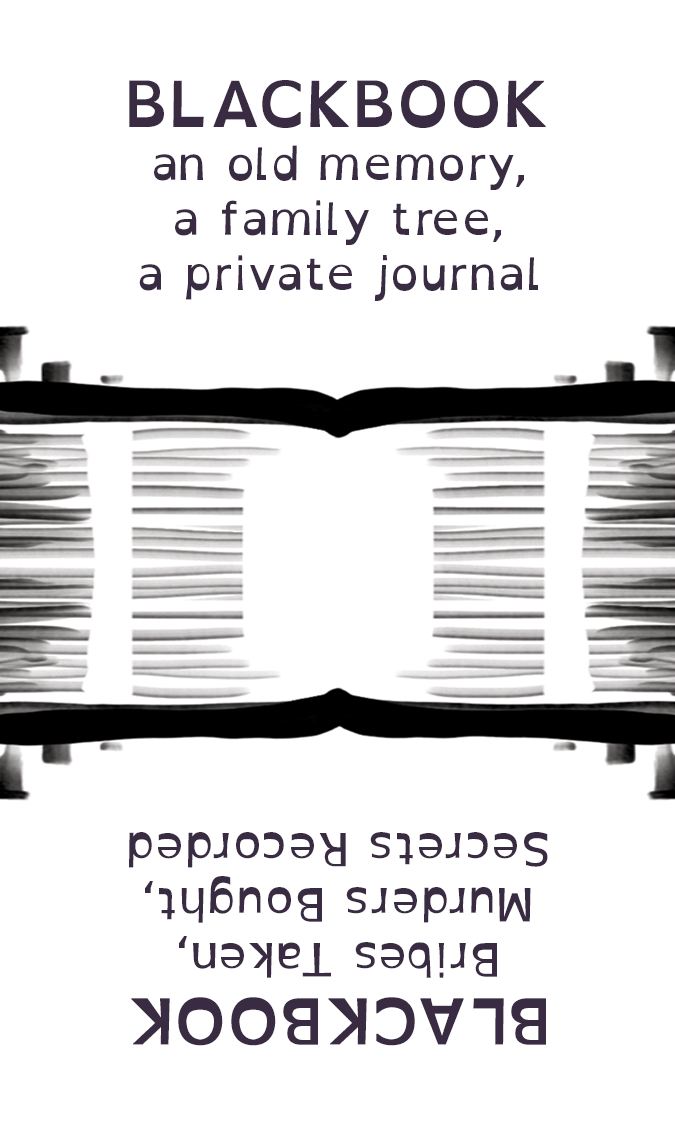 BLACKBOOK
an old memory,
a family tree,
a private journal
BLACKBOOK
Bribes Taken,
Murders Bought,
Secrets Recorded